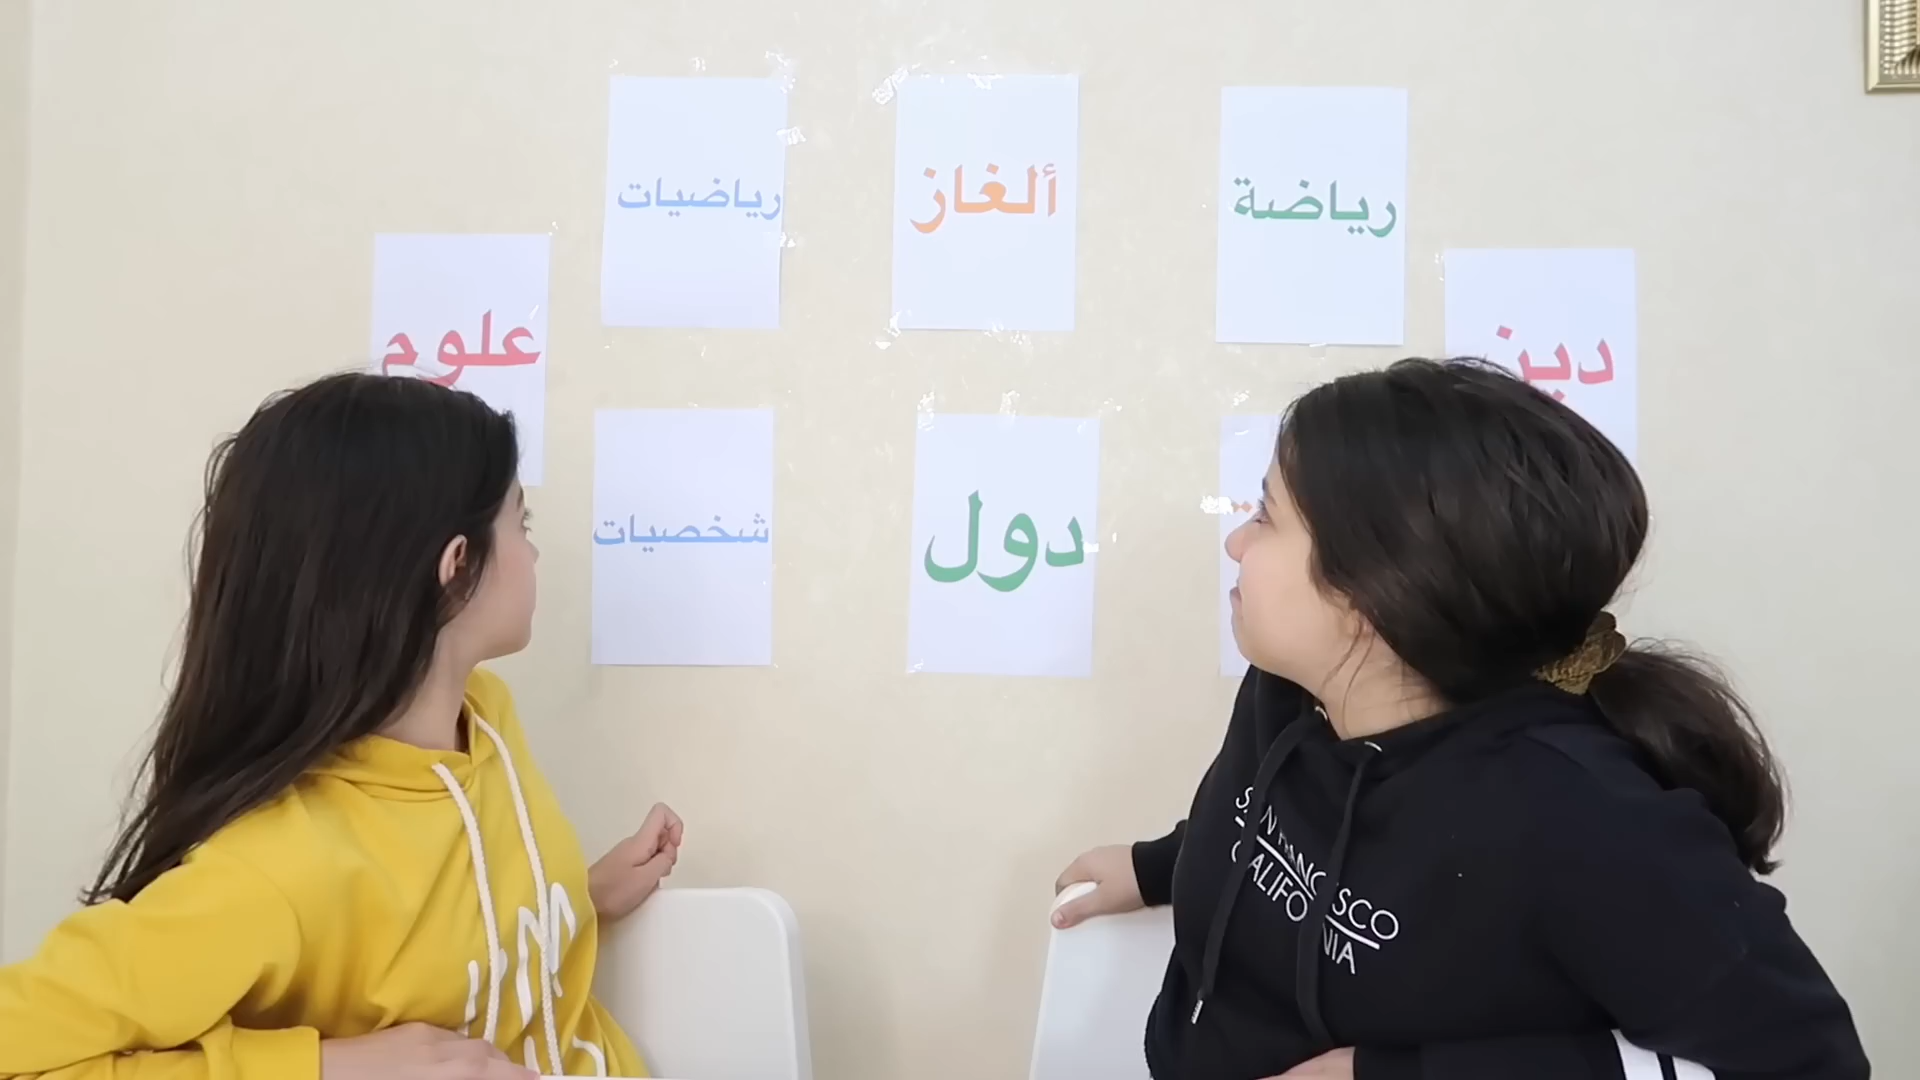 رياضة
ألغاز
رياضيات
دين
علوم
دول
شخصيات
SAN FRANCISCO
CALIFORNIA